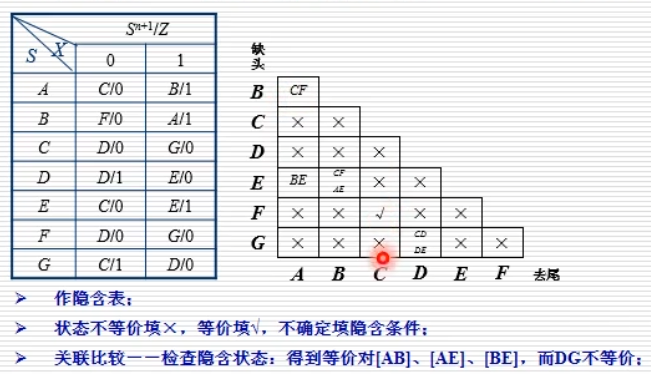 S X Sⁿ⁺¹/Z
0 1
A C/0 B/1
B F/0 A/1
C D/0 G/0
D D/1 E/0
E C/0 E/1
F D/0 G/0
G C/1 D/0
缺头
B CF
C × ×
D × × ×
E BE CF AE × ×
F × × √ × ×
G × × × CD DE × ×
A B C D E F 去尾
➢ 作隐含表；
➢ 状态不等价填×，等价填√，不确定填隐含条件；
➢ 关联比较——检查隐含状态：得到等价对[AB]、[AE]、[BE]，而DG不等价；